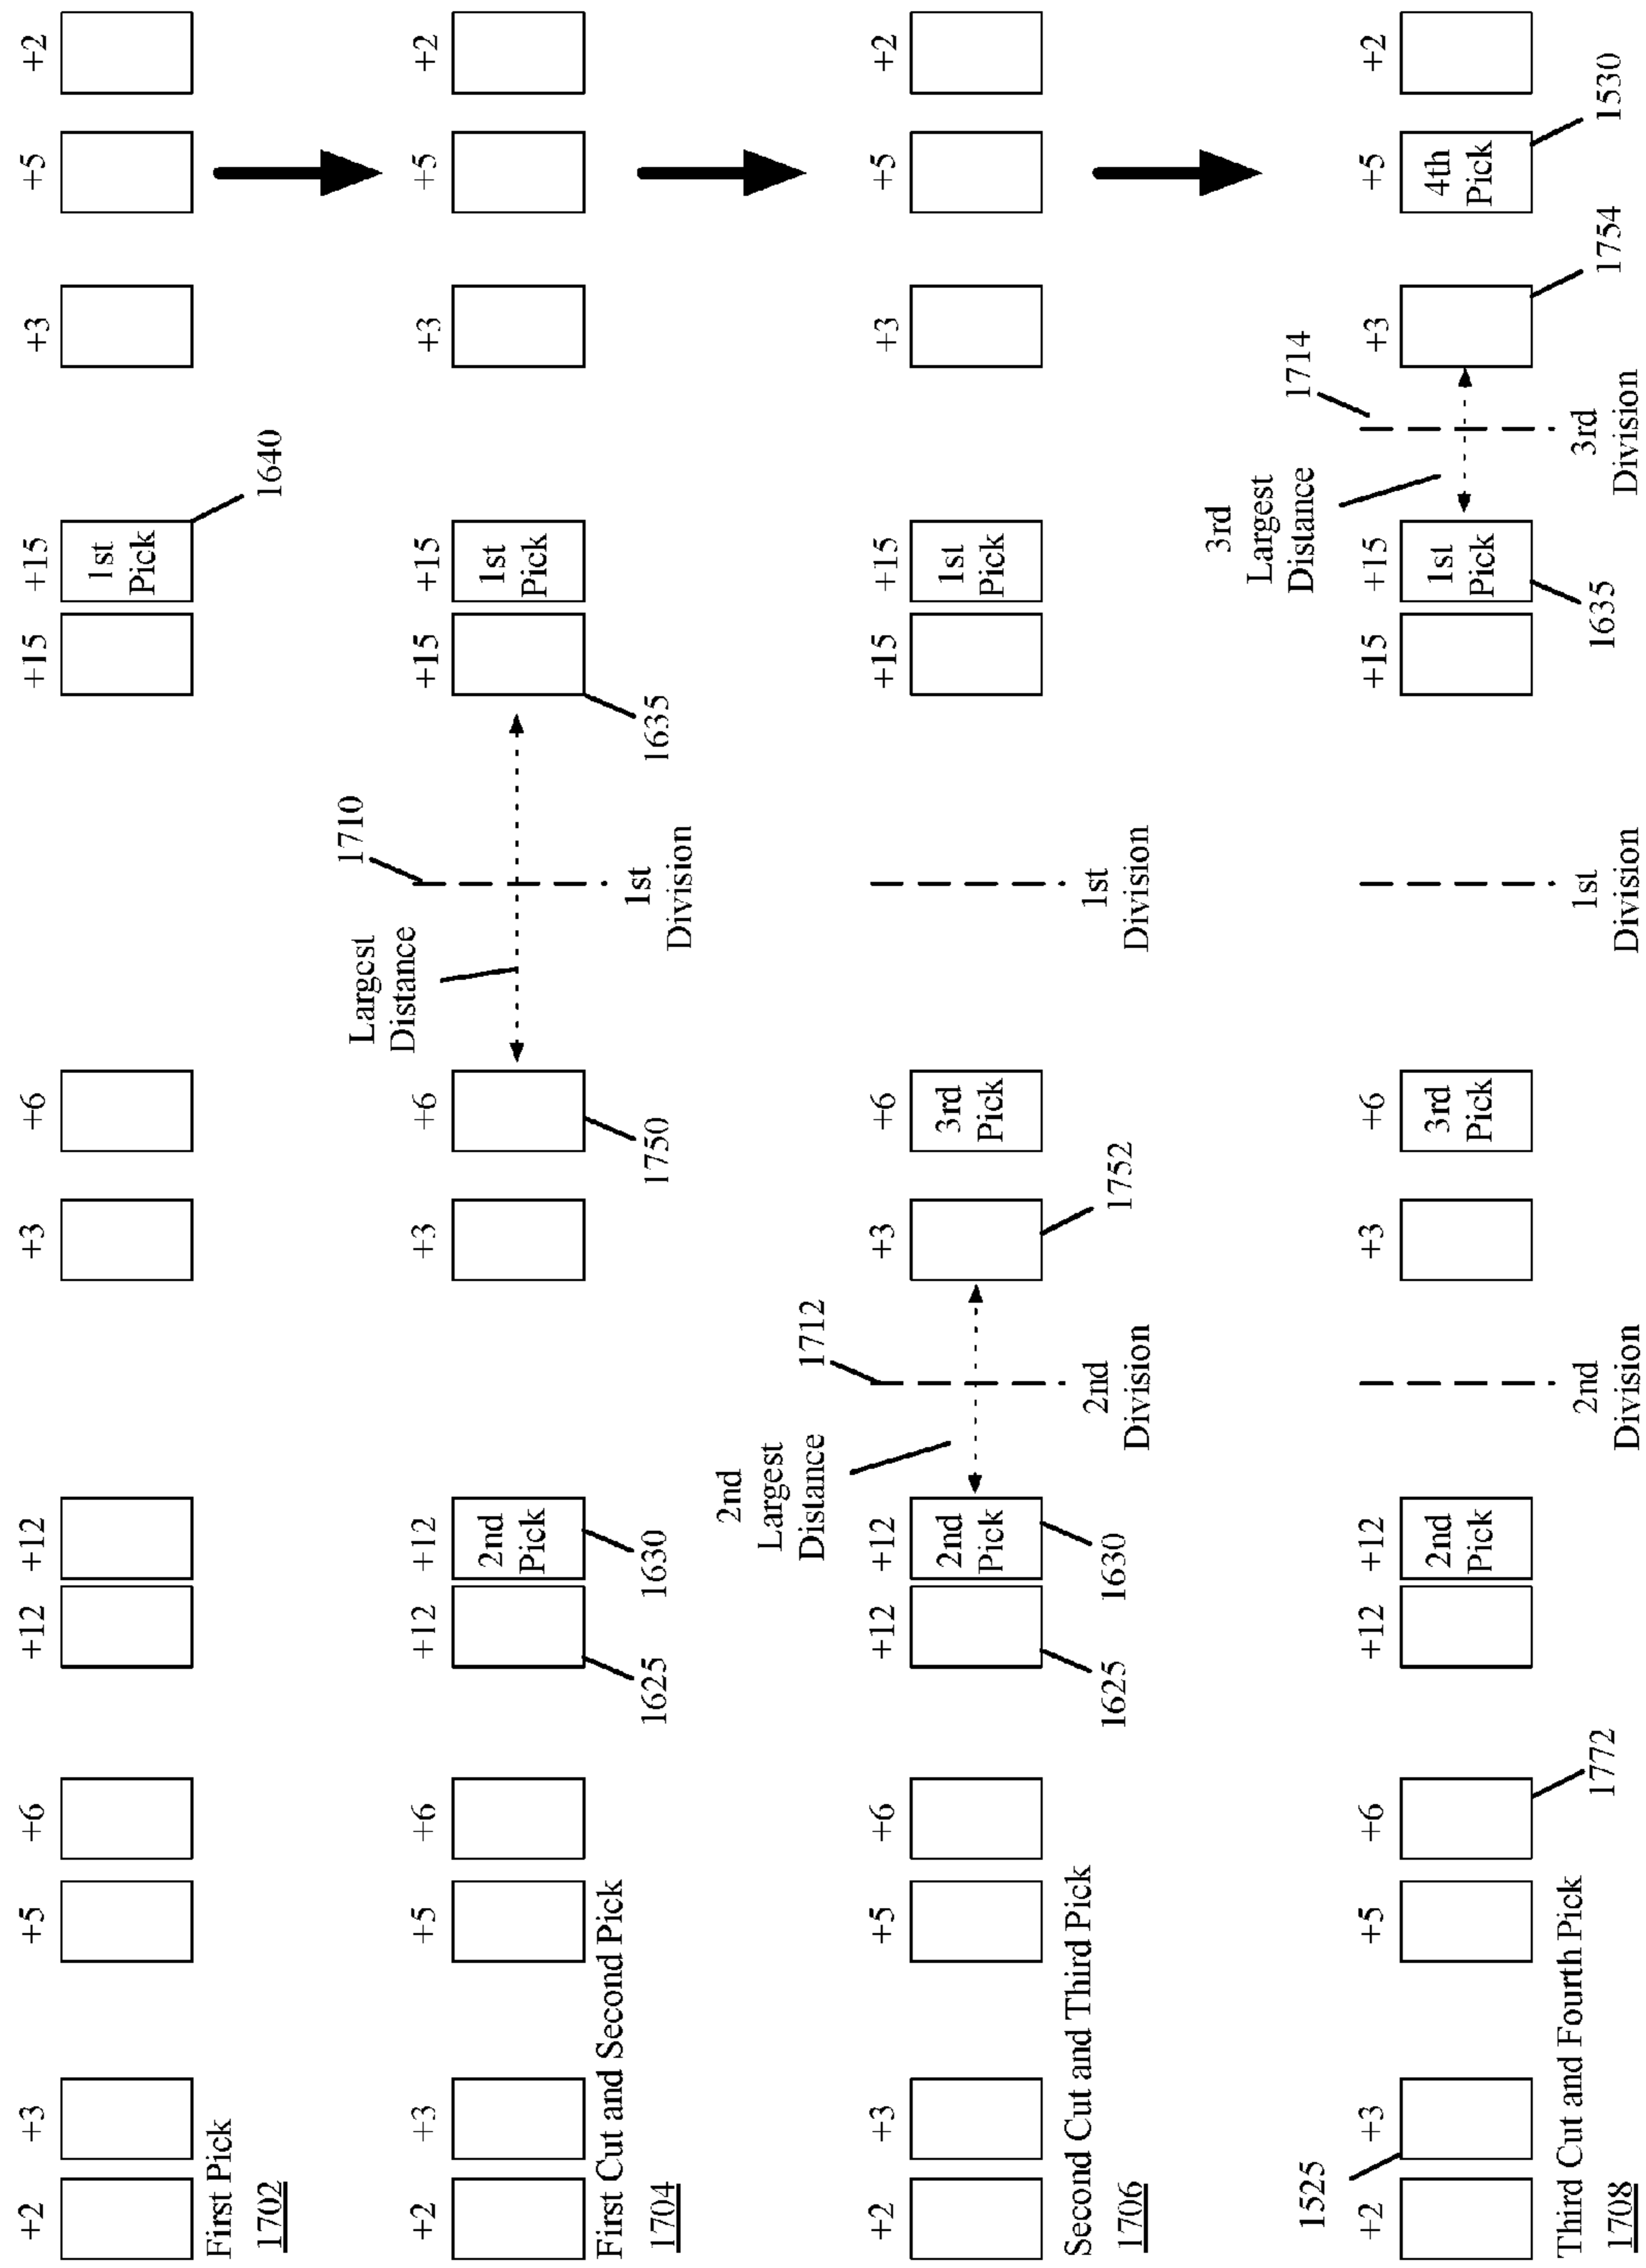 +2 +3 +5 +6 +12 +12 +3 +6 +15 +15 +3 +5 +2
1st
Pick
1640
First Pick
1702
Largest
Distance
1710
+2 +3 +5 +6 +12 +12 +3 +6 +15 +15 +3 +5 +2
2nd
Pick
1st
Pick
1625
1630
1750
1635
1st
Division
First Cut and Second Pick
1704
2nd
Largest
Distance
1712
+2 +3 +5 +6 +12 +12 +3 +6 +15 +15 +3 +5 +2
2nd
Pick
3rd
Pick
1st
Pick
1625
1630
1752
2nd
Division
1st
Division
Second Cut and Third Pick
1706
3rd
Largest
Distance
1714
1525
+2 +3 +5 +6 +12 +12 +3 +6 +15 +15 +3 +5 +2
2nd
Pick
3rd
Pick
1st
Pick
4th
Pick
1772
1635
1754
1530
2nd
Division
1st
Division
3rd
Division
Third Cut and Fourth Pick
1708